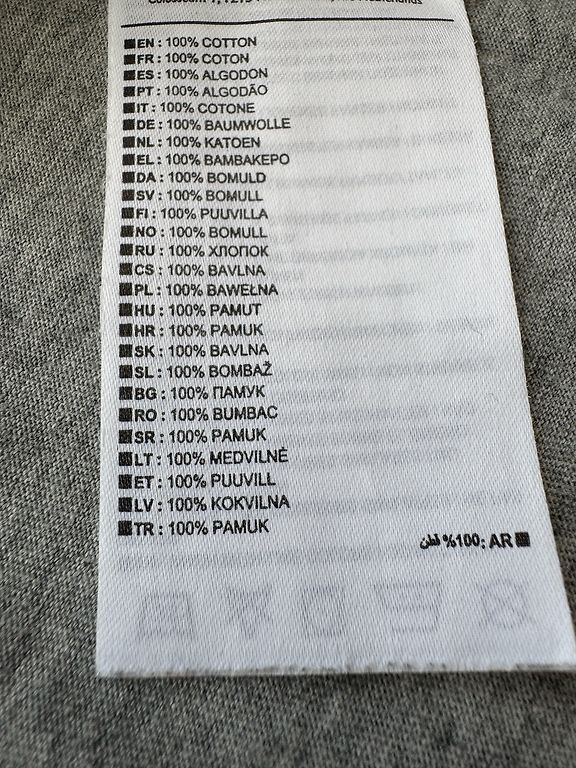 ■EN : 100% COTTON
■FR : 100% COTON
■ES : 100% ALGODON
■PT : 100% ALGODÃO
■IT : 100% COTONE
■DE : 100% BAUMWOLLE
■NL : 100% KATOEN
■EL : 100% BAMBAKEPO
■DA : 100% BOMULD
■SV : 100% BOMULL
■FI : 100% PUUVILLA
■NO : 100% BOMULL
■RU : 100% ХЛОПОК
■CS : 100% BAVLNA
■PL : 100% BAWEŁNA
■HU : 100% PAMUT
■HR : 100% PAMUK
■SK : 100% BAVLNA
■SL : 100% BOMBAŽ
■BG : 100% ПАМУК
■RO : 100% BUMBAC
■SR : 100% PAMUK
■LT : 100% MEDVILNĖ
■ET : 100% PUUVILL
■LV : 100% KOKVILNA
■TR : 100% PAMUK
قطن %100: AR■